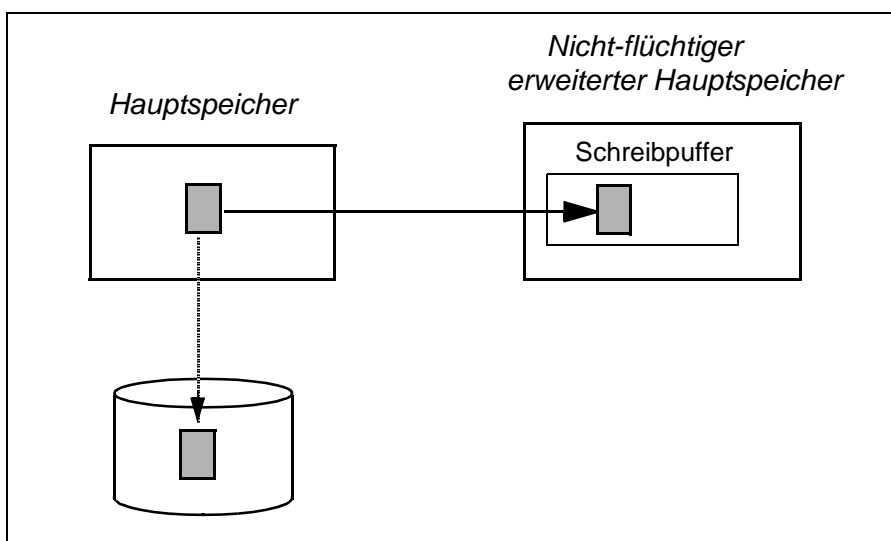 Hauptspeicher
Nicht-flüchtiger
erweiterter Hauptspeicher
Schreibpuffer